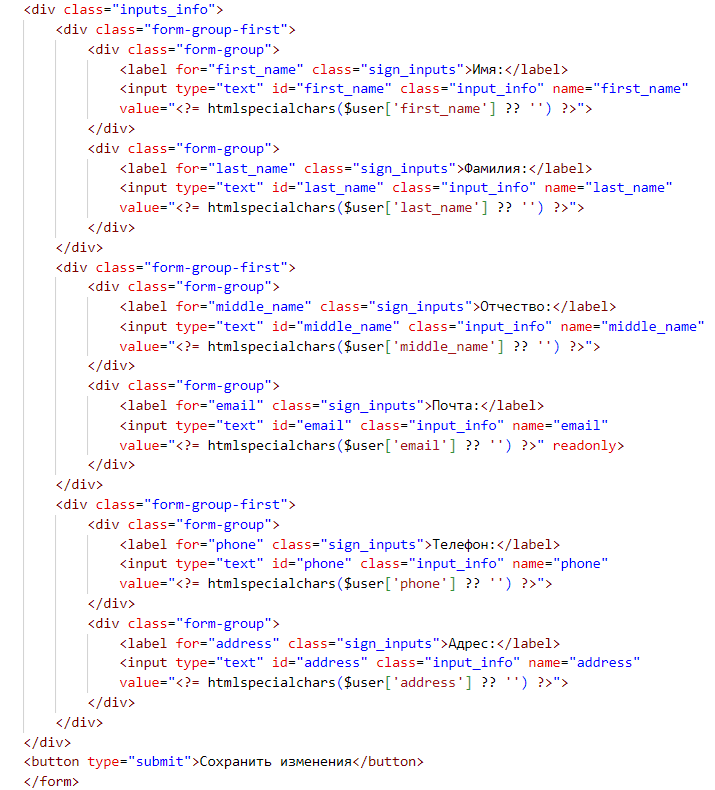 <div class="inputs_info">
<div class="form-group-first">
<div class="form-group">
<label for="first_name" class="sign_inputs">Имя:</label>
<input type="text" id="first_name" class="input_info" name="first_name"
value="<?= htmlspecialchars($user['first_name'] ?? '') ?>">
</div>
<div class="form-group">
<label for="last_name" class="sign_inputs">Фамилия:</label>
<input type="text" id="last_name" class="input_info" name="last_name"
value="<?= htmlspecialchars($user['last_name'] ?? '') ?>">
</div>
</div>
<div class="form-group-first">
<div class="form-group">
<label for="middle_name" class="sign_inputs">Отчество:</label>
<input type="text" id="middle_name" class="input_info" name="middle_name"
value="<?= htmlspecialchars($user['middle_name'] ?? '') ?>">
</div>
<div class="form-group">
<label for="email" class="sign_inputs">Почта:</label>
<input type="text" id="email" class="input_info" name="email"
value="<?= htmlspecialchars($user['email'] ?? '') ?>" readonly>
</div>
</div>
<div class="form-group-first">
<div class="form-group">
<label for="phone" class="sign_inputs">Телефон:</label>
<input type="text" id="phone" class="input_info" name="phone"
value="<?= htmlspecialchars($user['phone'] ?? '') ?>">
</div>
<div class="form-group">
<label for="address" class="sign_inputs">Адрес:</label>
<input type="text" id="address" class="input_info" name="address"
value="<?= htmlspecialchars($user['address'] ?? '') ?>">
</div>
</div>
</div>
<button type="submit">Сохранить изменения</button>
</form>